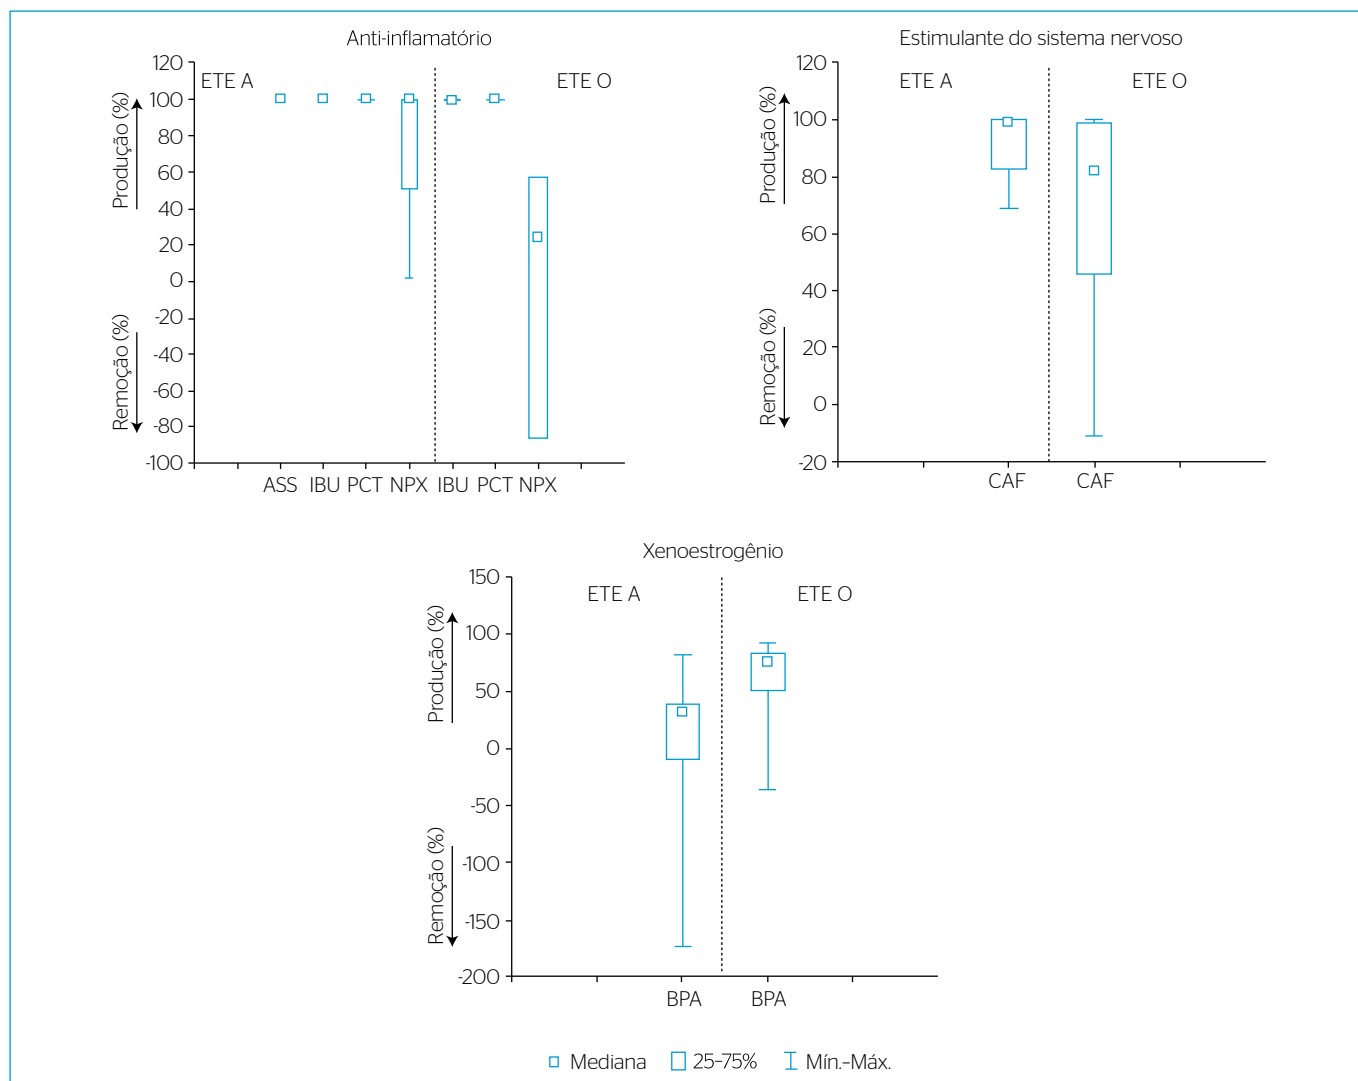 Anti-inflamatório
ETE A
ETE O
Produção (%)
Remoção (%)
120
100
80
60
40
20
0
-20
-40
-60
-80
-100
ASS IBU PCT NPX IBU PCT NPX
Estimulante do sistema nervoso
ETE A
ETE O
Produção (%)
Remoção (%)
120
100
80
60
40
20
0
-20
CAF CAF
Xenoestrogênio
ETE A
ETE O
Produção (%)
Remoção (%)
150
100
50
0
-50
-100
-150
-200
BPA BPA
Mediana 25-75% Mín.-Máx.